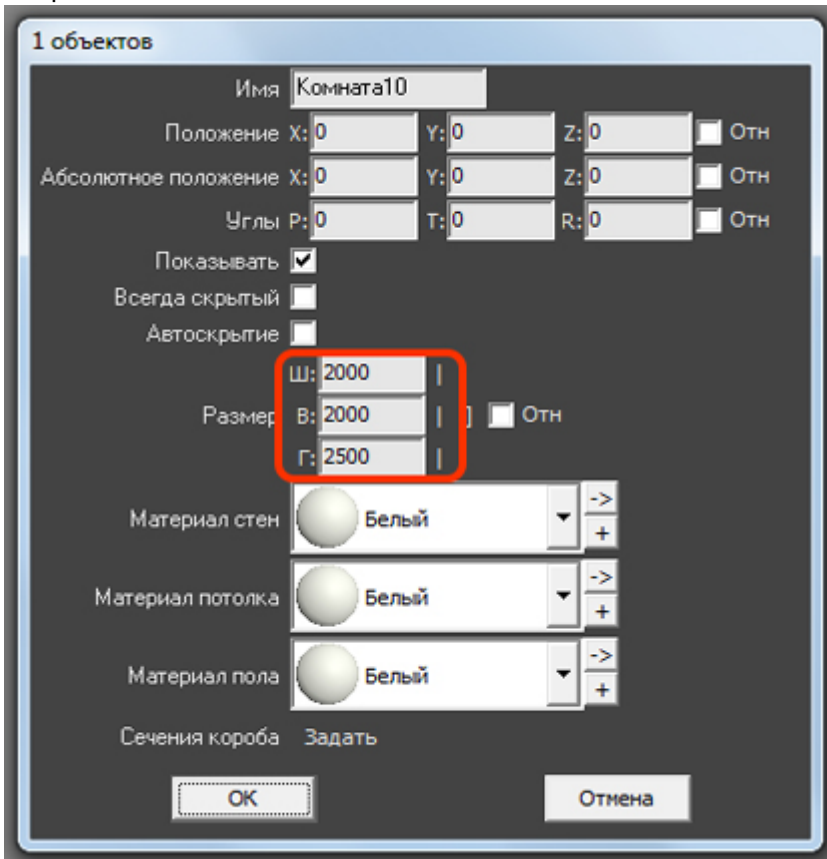 1 объектов
Имя Комната10
Положение X: 0 Y: 0 Z: 0 Отн
Абсолютное положение X: 0 Y: 0 Z: 0 Отн
Углы P: 0 T: 0 R: 0 Отн
Показывать
Всегда скрытый
Автоскрытие
Ш: 2000 |
Размер В: 2000 | ] Отн
Г: 2500 |
Материал стен Белый ->
+
Материал потолка Белый ->
+
Материал пола Белый ->
+
Сечения короба Задать
OK Отмена